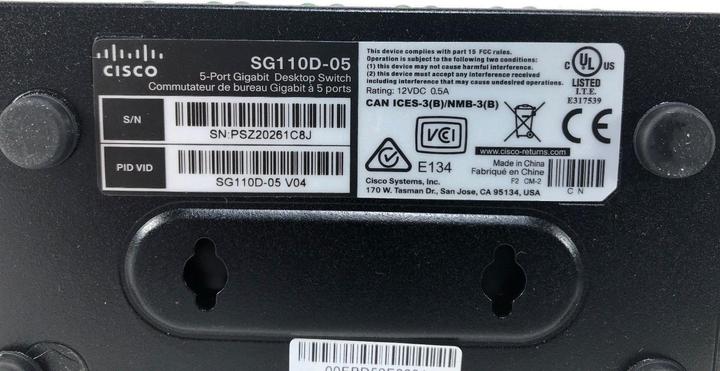 CISCO
SG110D-05
5-Port Gigabit Desktop Switch
Commutateur de bureau Gigabit à 5 ports
S/N
SN:PSZ20261C8J
PID VID
SG110D-05 V04
This device complies with part 15 FCC rules.
Operation is subject to the following two conditions:
(1) this device may not cause harmful interference.
(2) this device must accept any interference received
including interference that may cause undesired operations.
Rating: 12VDC 0.5A
CAN ICES-3(B)/NMB-3(B)
C UL US
LISTED
I.T.E.
E317539
VCI
E134
CE
www.cisco-returns.com
Made in China
Fabriqué en Chine
F2 CM-2
C N
Cisco Systems, Inc.
170 W. Tasman Dr., San Jose, CA 95134, USA